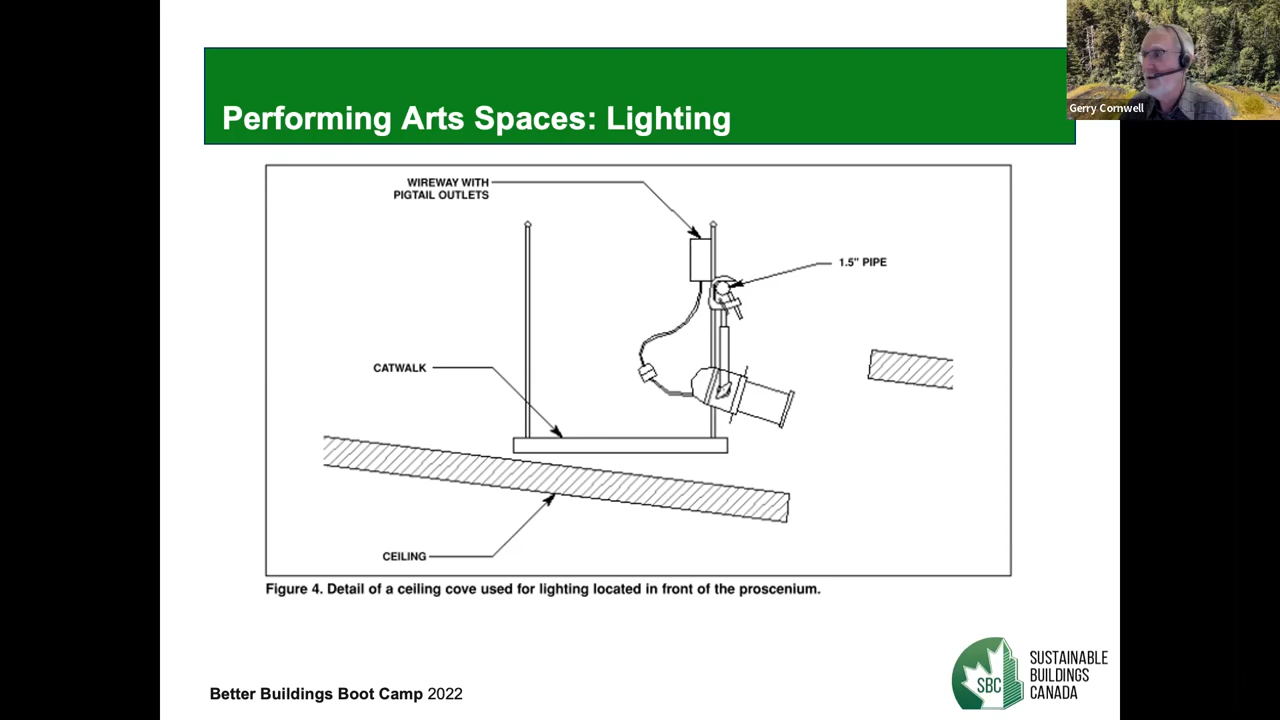 Performing Arts Spaces: Lighting
Gerry Cornwell
WIREWAY WITH
PIGTAIL OUTLETS
1.5" PIPE
CATWALK
CEILING
Figure 4. Detail of a ceiling cove used for lighting located in front of the proscenium.
SBC
SUSTAINABLE
BUILDINGS
CANADA
Better Buildings Boot Camp 2022